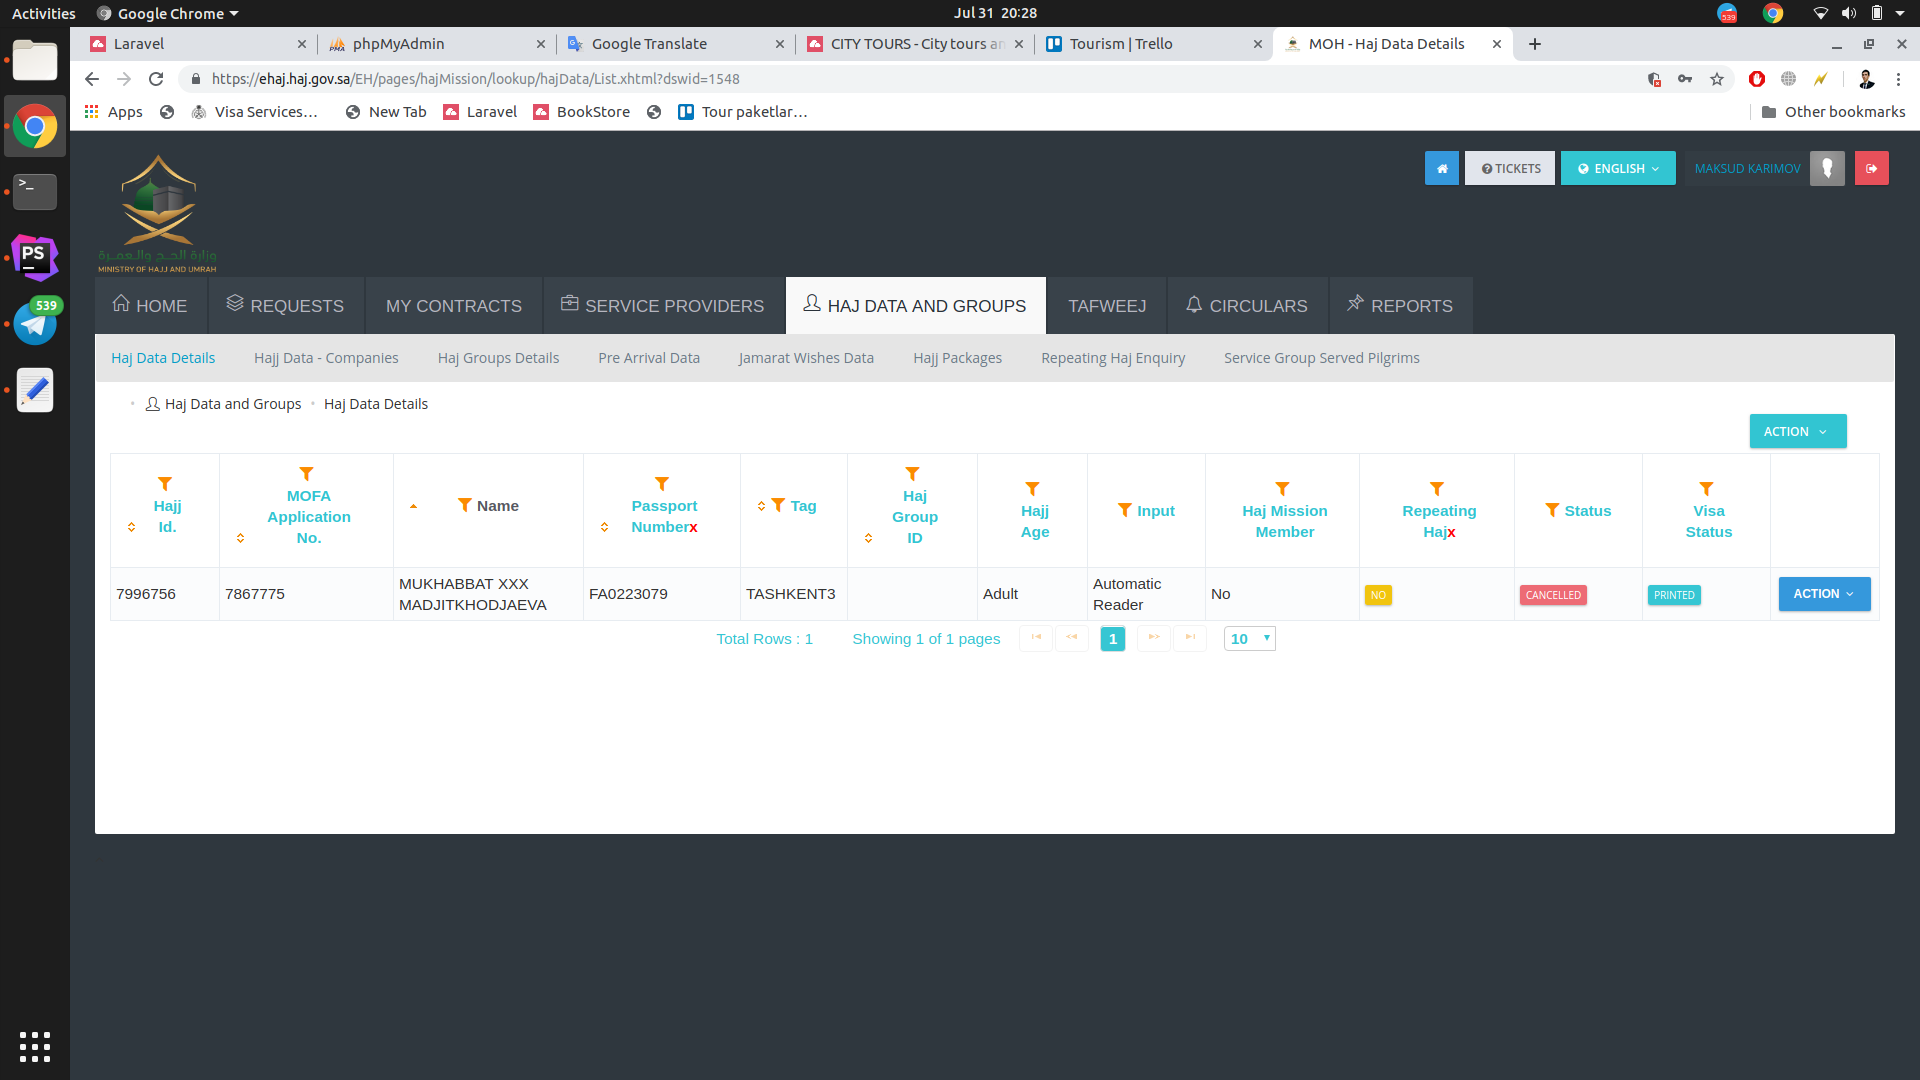 Activities
Google Chrome
Jul 31 20:28
539
Laravel
phpMyAdmin
Google Translate
CITY TOURS - City tours an
Tourism | Trello
MOH - Haj Data Details
https://ehaj.haj.gov.sa/EH/pages/hajMission/lookup/hajData/List.xhtml?dswid=1548
Apps
Visa Services...
New Tab
Laravel
BookStore
Tour paketlar...
Other bookmarks
>_
PS
539
وزارة الحج والعمرة
MINISTRY OF HAJJ AND UMRAH
TICKETS
ENGLISH
MAKSUD KARIMOV
HOME
REQUESTS
MY CONTRACTS
SERVICE PROVIDERS
HAJ DATA AND GROUPS
TAFWEEJ
CIRCULARS
REPORTS
Haj Data Details
Hajj Data - Companies
Haj Groups Details
Pre Arrival Data
Jamarat Wishes Data
Hajj Packages
Repeating Haj Enquiry
Service Group Served Pilgrims
Haj Data and Groups
Haj Data Details
ACTION
Hajj
Id.
MOFA
Application
No.
Name
Passport
Numberx
Tag
Haj
Group
ID
Hajj
Age
Input
Haj Mission
Member
Repeating
Hajx
Status
Visa
Status
7996756
7867775
MUKHABBAT XXX
MADJITKHODJAEVA
FA0223079
TASHKENT3
Adult
Automatic
Reader
No
NO
CANCELLED
PRINTED
ACTION
Total Rows : 1
Showing 1 of 1 pages
1
10